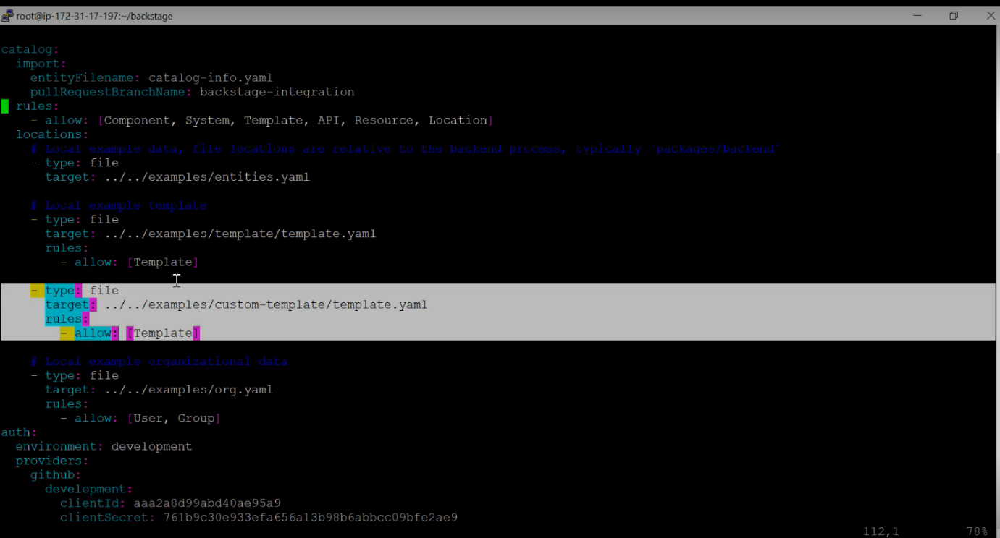 root@ip-172-31-17-197:~/backstage
catalog:
import:
entityFilename: catalog-info.yaml
pullRequestBranchName: backstage-integration
rules:
- allow: [Component, System, Template, API, Resource, Location]
locations:
# Local example data, file locations are relative to the backend process, typically `packages/backend`
- type: file
target: ../../examples/entities.yaml
# Local example template
- type: file
target: ../../examples/template/template.yaml
rules:
- allow: [Template]
- type: file
target: ../../examples/custom-template/template.yaml
rules:
- allow: [Template]
# Local example organizational data
- type: file
target: ../../examples/org.yaml
rules:
- allow: [User, Group]
auth:
environment: development
providers:
github:
development:
clientId: aaa2a8d99abd40ae95a9
clientSecret: 761b9c30e933efa656a13b98b6abbcc09bfe2ae9
112,1 78%